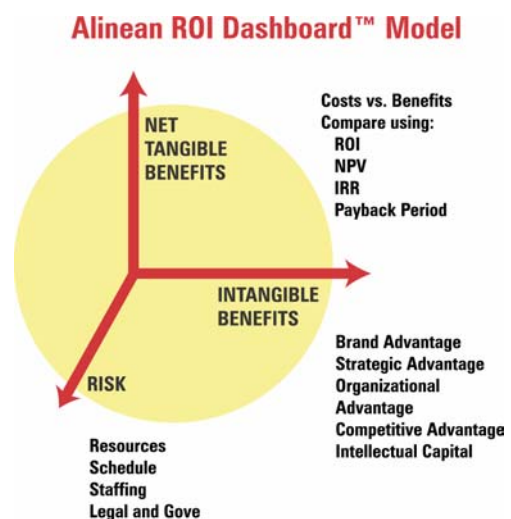 Alinean ROI Dashboard™ Model
NET
TANGIBLE
BENEFITS
Costs vs. Benefits
Compare using:
ROI
NPV
IRR
Payback Period
INTANGIBLE
BENEFITS
Brand Advantage
Strategic Advantage
Organizational
Advantage
Competitive Advantage
Intellectual Capital
RISK
Resources
Schedule
Staffing
Legal and Gove